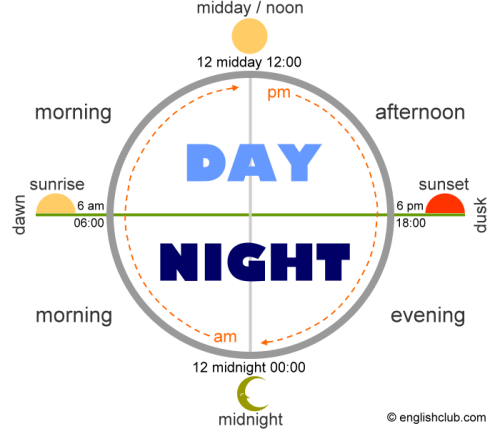 midday / noon
12 midday 12:00
pm
morning
afternoon
DAY
sunrise
sunset
dawn
6 am
6 pm
dusk
06:00
18:00
NIGHT
morning
evening
am
12 midnight 00:00
midnight
© englishclub.com